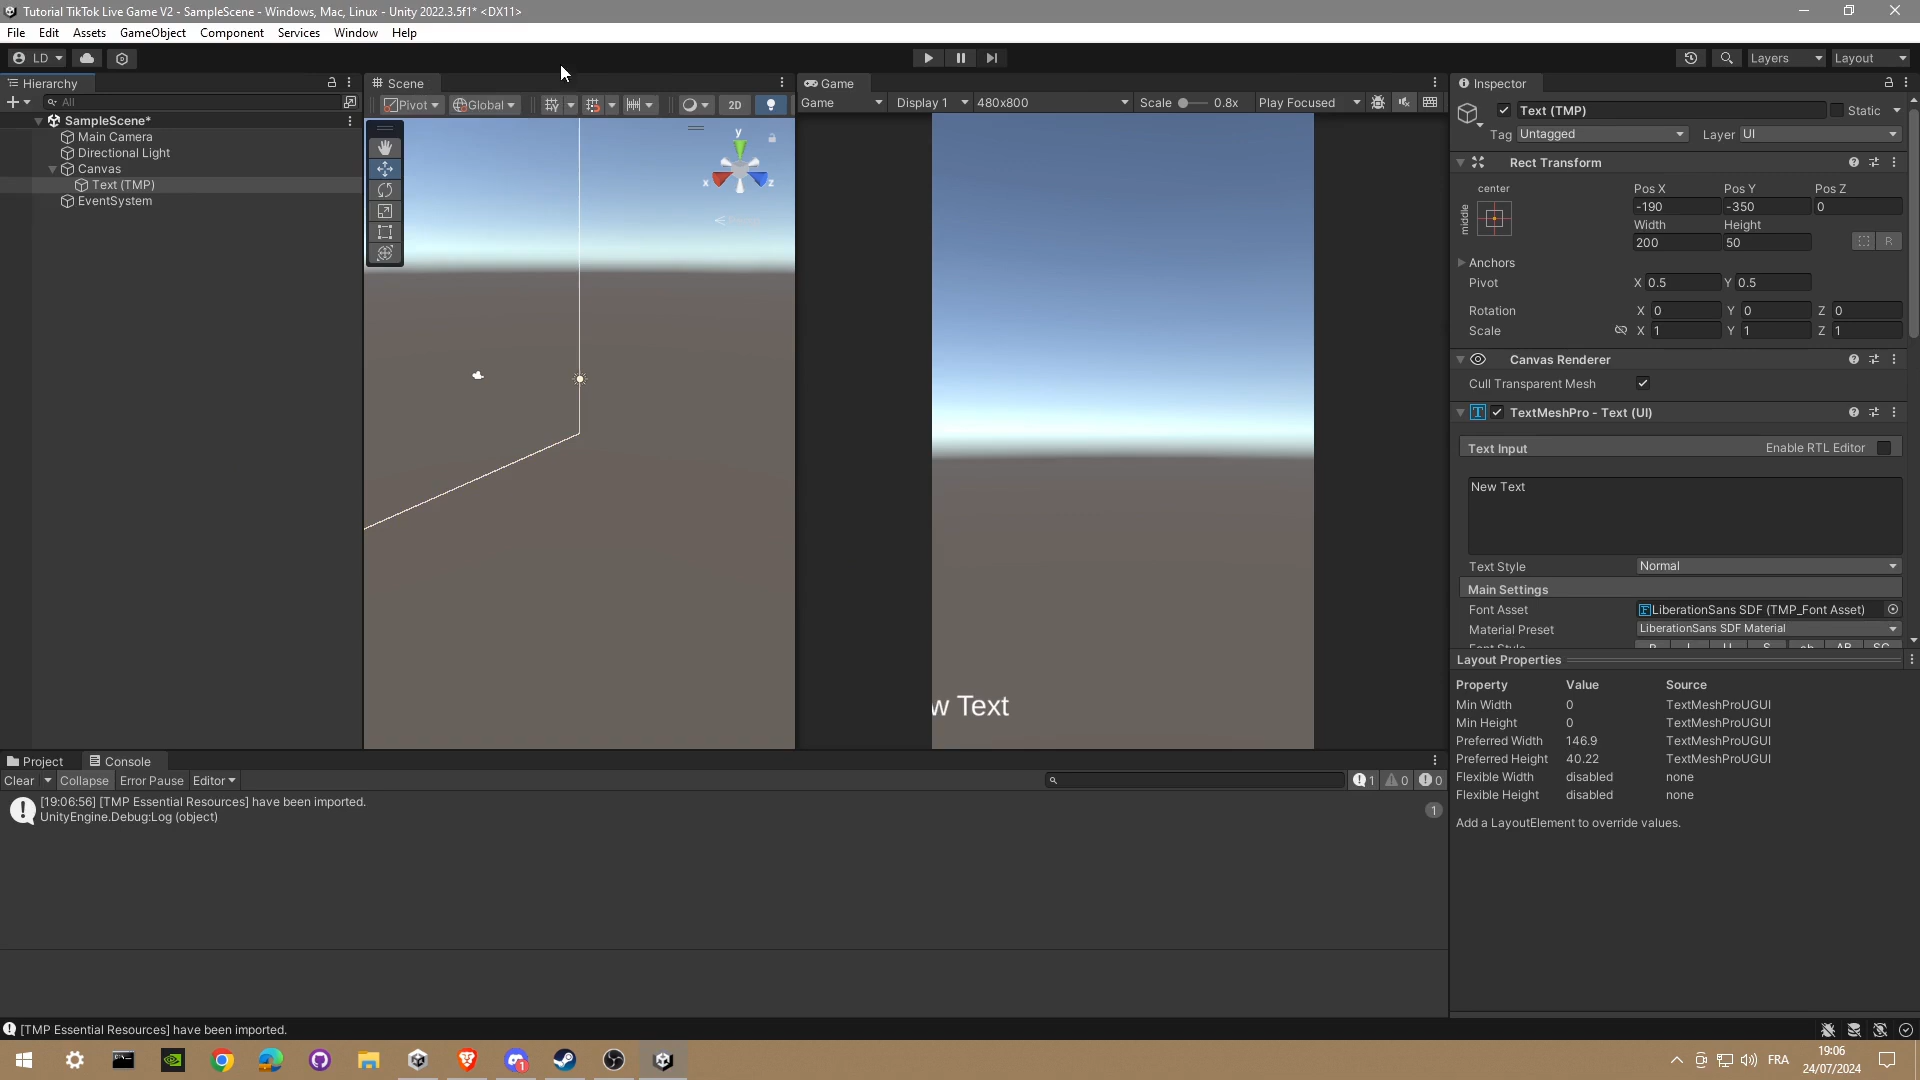 Tutorial TikTok Live Game V2 - SampleScene - Windows, Mac, Linux - Unity 2022.3.5f1* <DX11>
File Edit Assets GameObject Component Services Window Help
LD Layers Layout
Hierarchy
All
SampleScene*
Main Camera
Directional Light
Canvas
Text (TMP)
EventSystem
Scene
Pivot Global 2D
y
x
z
Game
Game Display 1 480x800 Scale 0.8x Play Focused
w Text
Inspector
Text (TMP) Static
Tag Untagged Layer UI
Rect Transform
center
middle
Pos X Pos Y Pos Z
-190 -350 0
Width Height
200 50 R
Anchors
Pivot X 0.5 Y 0.5
Rotation X 0 Y 0 Z 0
Scale X 1 Y 1 Z 1
Canvas Renderer
Cull Transparent Mesh
TextMeshPro - Text (UI)
Text Input Enable RTL Editor
New Text
Text Style Normal
Main Settings
Font Asset LiberationSans SDF (TMP_Font Asset)
Material Preset LiberationSans SDF Material
Font Style B I U S ab AB SC
Layout Properties
Property Value Source
Min Width 0 TextMeshProUGUI
Min Height 0 TextMeshProUGUI
Preferred Width 146.9 TextMeshProUGUI
Preferred Height 40.22 TextMeshProUGUI
Flexible Width disabled none
Flexible Height disabled none
Add a LayoutElement to override values.
Project Console
Clear Collapse Error Pause Editor 1 0 0
[19:06:56] [TMP Essential Resources] have been imported.
UnityEngine.Debug:Log (object)
1
[TMP Essential Resources] have been imported.
1
FRA
19:06
24/07/2024